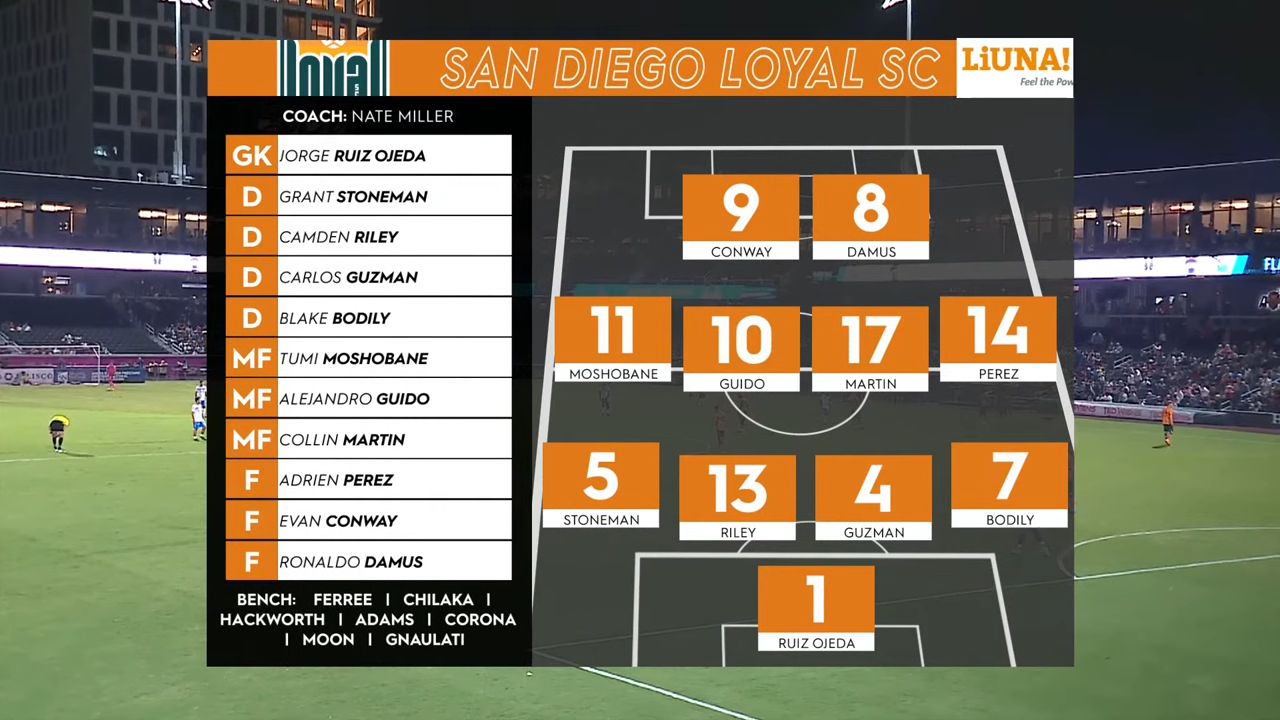 loyal
SAN DIEGO LOYAL SC
LiUNA!
Feel the Pow
COACH: NATE MILLER
GK JORGE RUIZ OJEDA
D GRANT STONEMAN
D CAMDEN RILEY
D CARLOS GUZMAN
D BLAKE BODILY
MF TUMI MOSHOBANE
MF ALEJANDRO GUIDO
MF COLLIN MARTIN
F ADRIEN PEREZ
F EVAN CONWAY
F RONALDO DAMUS
BENCH: FERREE | CHILAKA |
HACKWORTH | ADAMS | CORONA
| MOON | GNAULATI
9 8
CONWAY DAMUS
11 10 17 14
MOSHOBANE GUIDO MARTIN PEREZ
5 13 4 7
STONEMAN RILEY GUZMAN BODILY
1
RUIZ OJEDA